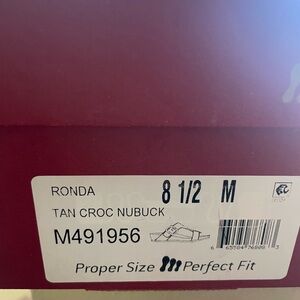 RONDA 8 1/2 M
TAN CROC NUBUCK
M491956
Proper Size Perfect Fit